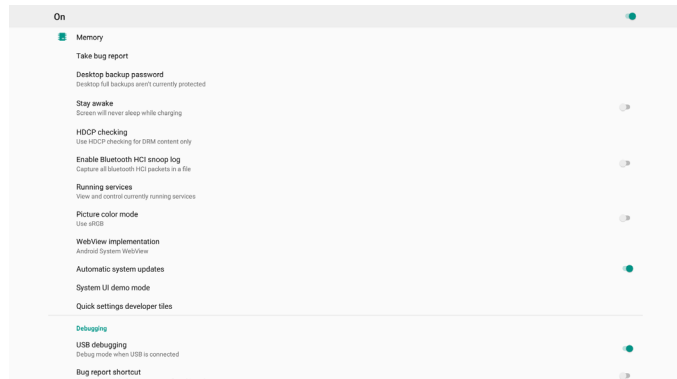 On
Memory
Take bug report
Desktop backup password
Desktop full backups aren't currently protected
Stay awake
Screen will never sleep while charging
HDCP checking
Use HDCP checking for DRM content only
Enable Bluetooth HCI snoop log
Capture all bluetooth HCI packets in a file
Running services
View and control currently running services
Picture color mode
Use sRGB
WebView implementation
Android System WebView
Automatic system updates
System UI demo mode
Quick settings developer tiles
Debugging
USB debugging
Debug mode when USB is connected
Bug report shortcut